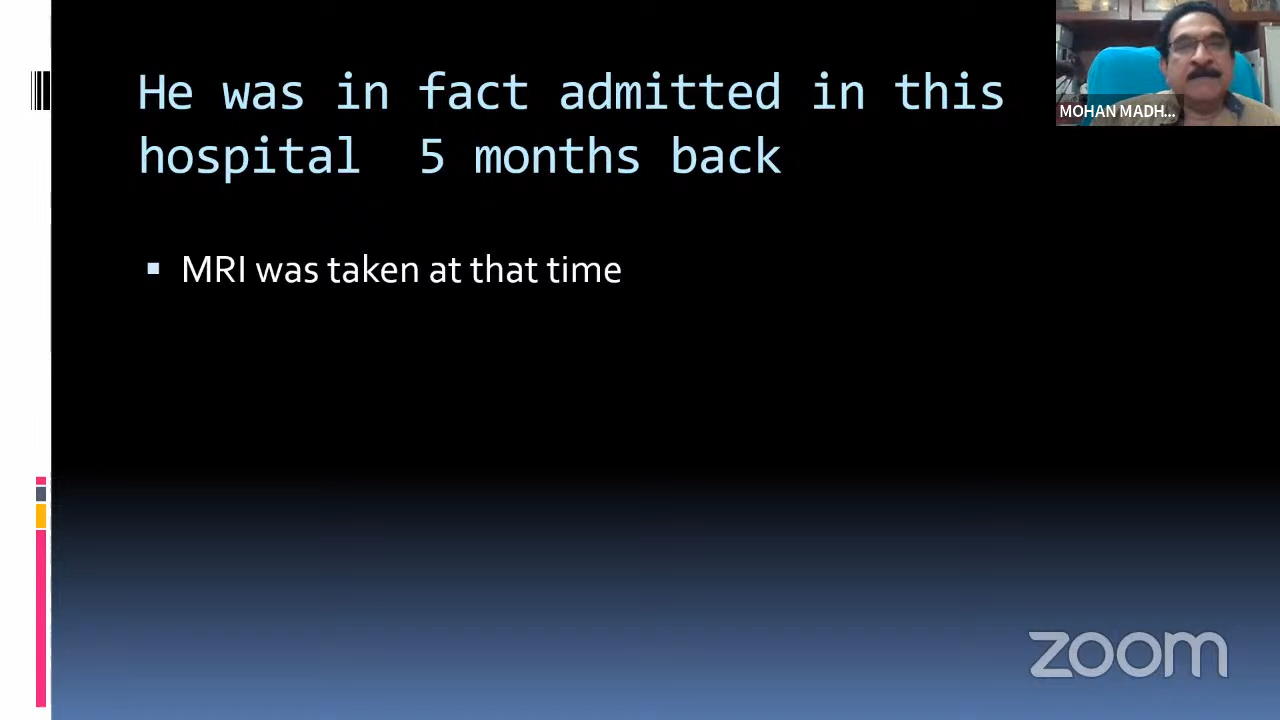 He was in fact admitted in this
hospital 5 months back
MOHAN MADH...
▪ MRI was taken at that time
zoom